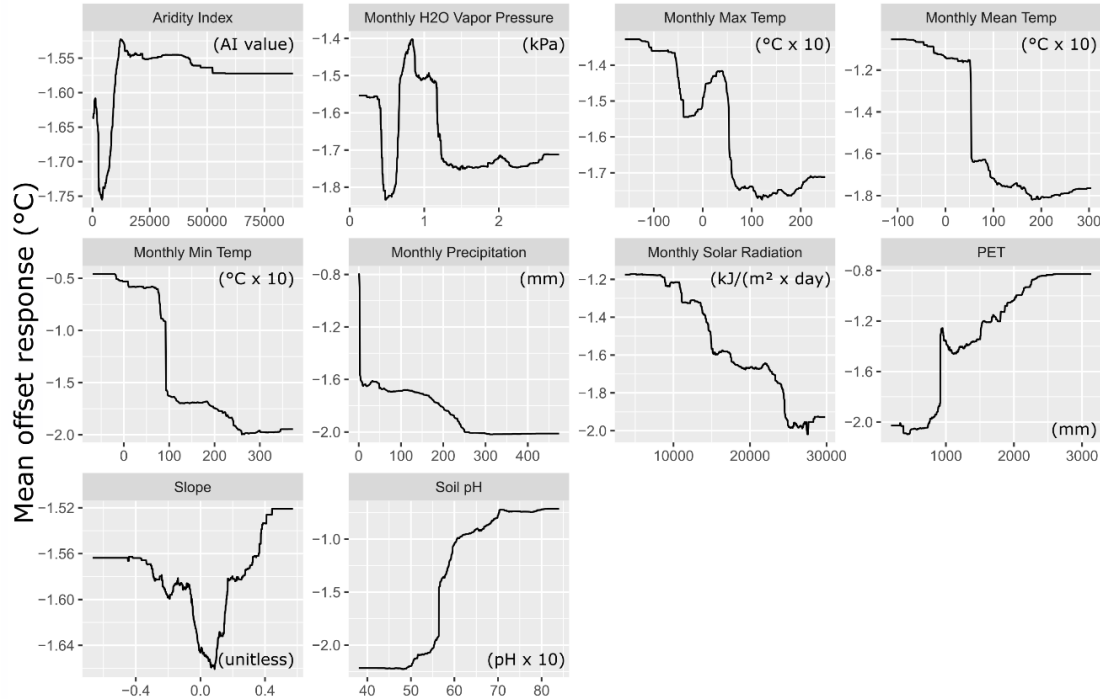 Mean offset response (°C)
Aridity Index
(AI value)
−1.55
−1.60
−1.65
−1.70
−1.75
0 25000 50000 75000
Monthly H2O Vapor Pressure
(kPa)
−1.4
−1.5
−1.6
−1.7
−1.8
0 1 2
Monthly Max Temp
(°C x 10)
−1.4
−1.5
−1.6
−1.7
−100 0 100 200
Monthly Mean Temp
(°C x 10)
−1.2
−1.4
−1.6
−1.8
−100 0 100 200 300
Monthly Min Temp
(°C x 10)
−0.5
−1.0
−1.5
−2.0
0 100 200 300
Monthly Precipitation
(mm)
−0.8
−1.2
−1.6
−2.0
0 100 200 300 400
Monthly Solar Radiation
(kJ/(m² x day)
−1.2
−1.4
−1.6
−1.8
−2.0
10000 20000 30000
PET
(mm)
−0.8
−1.2
−1.6
−2.0
1000 2000 3000
Slope
(unitless)
−1.52
−1.56
−1.60
−1.64
−0.4 0.0 0.4
Soil pH
(pH x 10)
−1.0
−1.5
−2.0
40 50 60 70 80